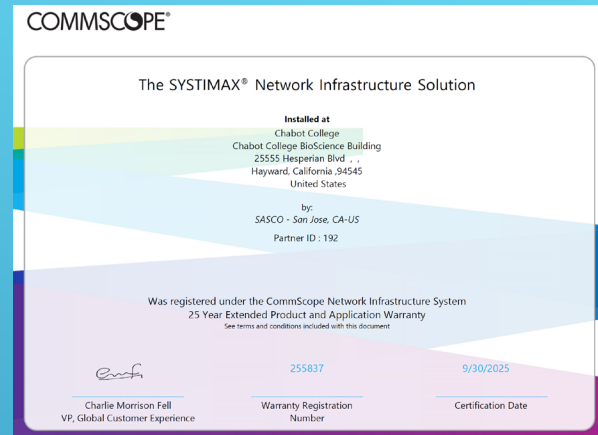 COMMSCOPE®
The SYSTIMAX® Network Infrastructure Solution
Installed at
Chabot College
Chabot College BioScience Building
25555 Hesperian Blvd , ,
Hayward, California ,94545
United States
by:
SASCO - San Jose, CA-US
Partner ID : 192
Was registered under the CommScope Network Infrastructure System
25 Year Extended Product and Application Warranty
See terms and conditions included with this document
255837 9/30/2025
Charlie Morrison Fell Warranty Registration Certification Date
VP, Global Customer Experience Number